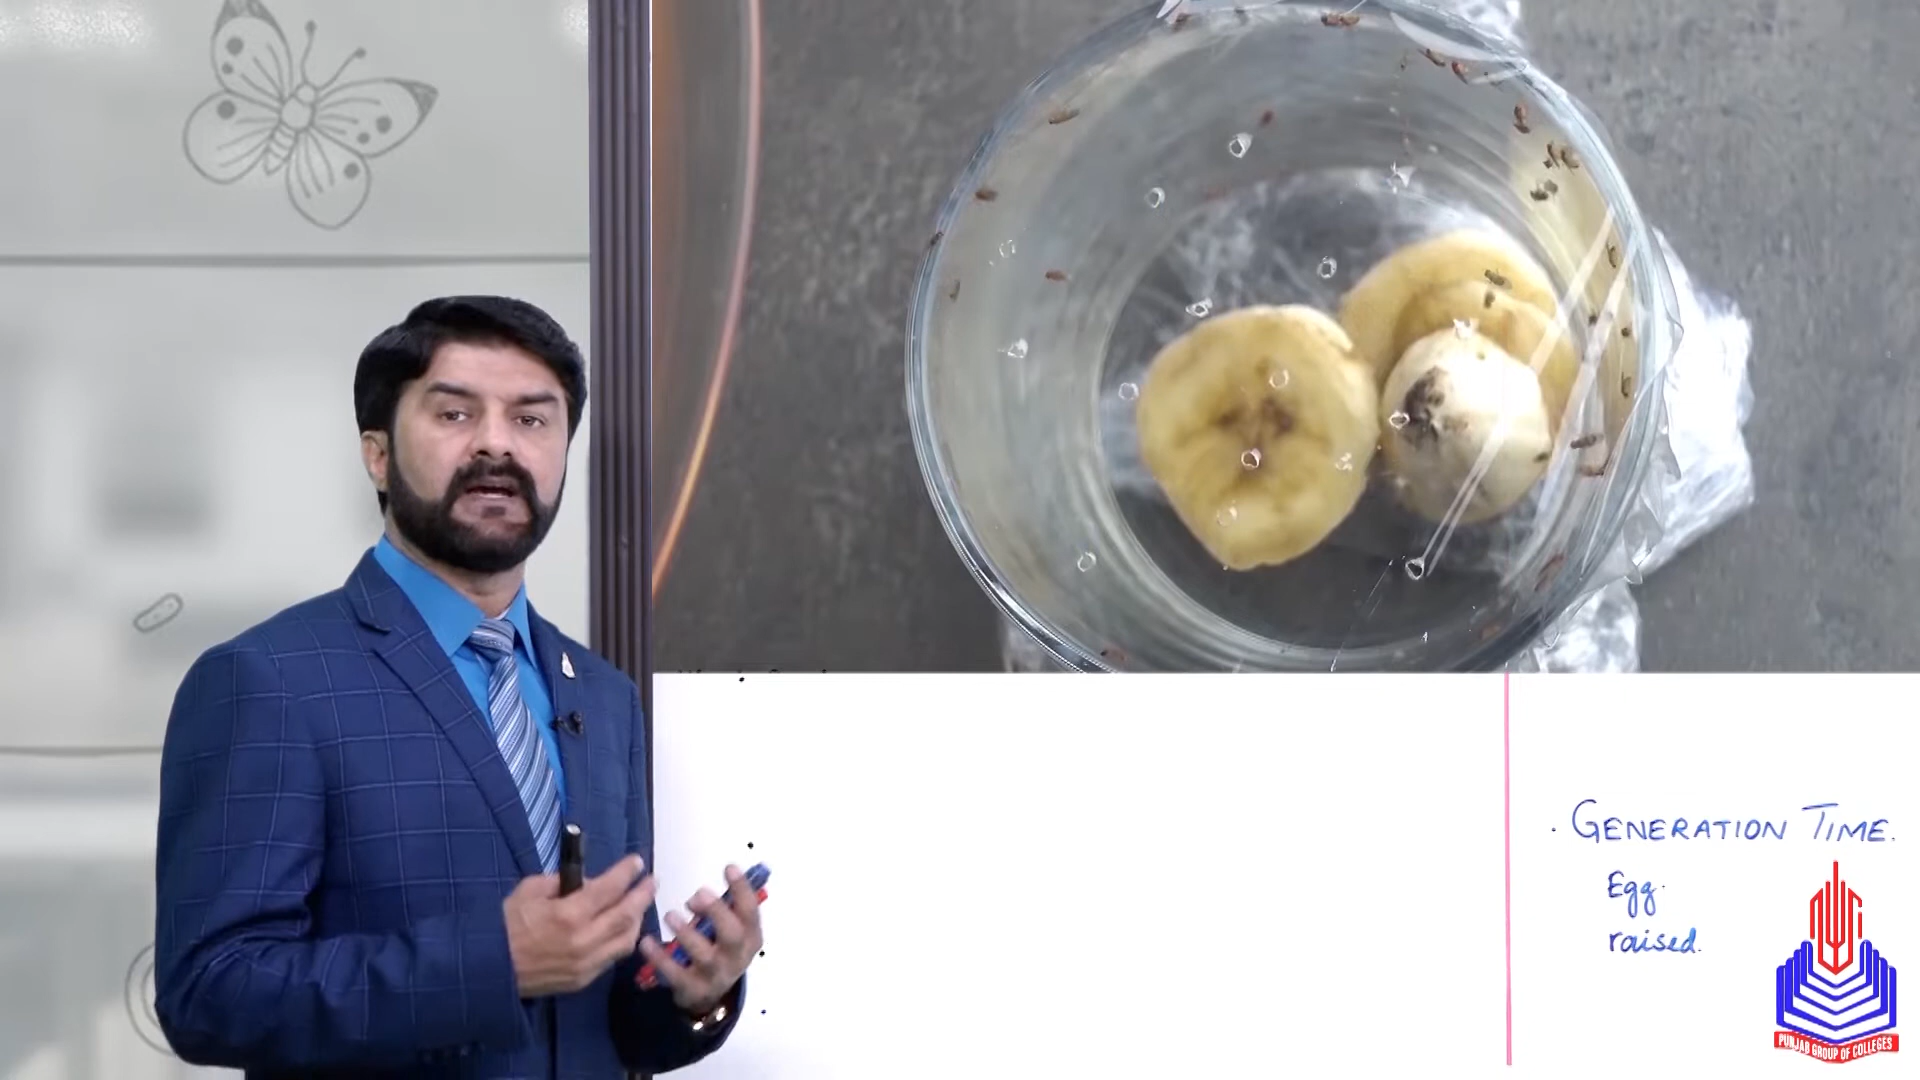 . GENERATION TIME.
Egg.
raised.
PUNJAB GROUP OF COLLEGES